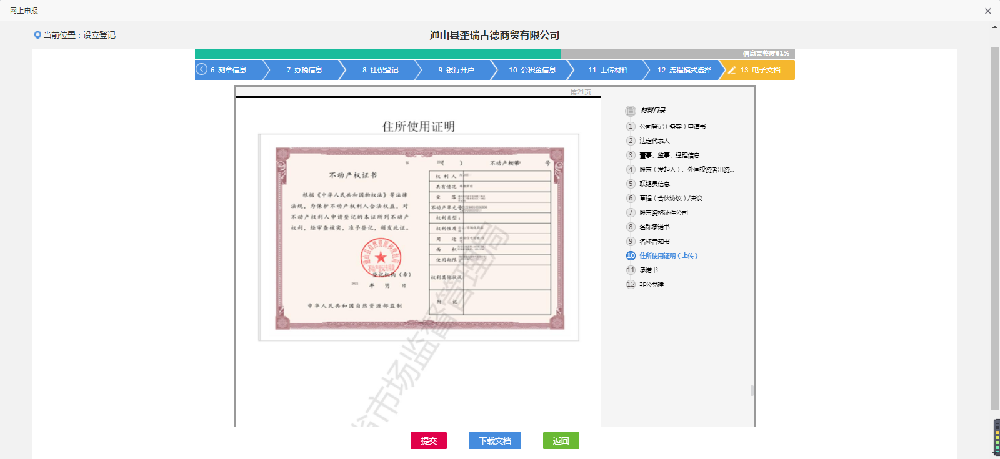 网上申报
当前位置：设立登记
通山县歪瑞古德商贸有限公司
信息完整度61%
6. 刻章信息
7. 办税信息
8. 社保登记
9. 银行开户
10. 公积金信息
11. 上传材料
12. 流程模式选择
13. 电子文档
第21页
住所使用证明
（ ） 不动产权第 号
不动产权证书
根据《中华人民共和国物权法》等法律
法规，为保护不动产权利人合法权益，对
不动产权利人申请登记的本证所列不动产
权利，经审查核实，准予登记，颁发此证。
登记机构（章）
2021 年 月 日
中华人民共和国自然资源部监制
权利人
共有情况
坐 落
不动产单元号
权利类型
权利性质
用 途
面 积
使用期限
权利其他状况
附 记
市场监督管理局
材料目录
1 公司登记（备案）申请书
2 法定代表人
3 董事、监事、经理信息
4 股东（发起人）、外国投资者出资...
5 联络员信息
6 章程（合伙协议）/决议
7 股东资格证件公司
8 名称承诺书
9 名称告知书
10 住所使用证明（上传）
11 承诺书
12 非公党建
提交
下载文档
返回